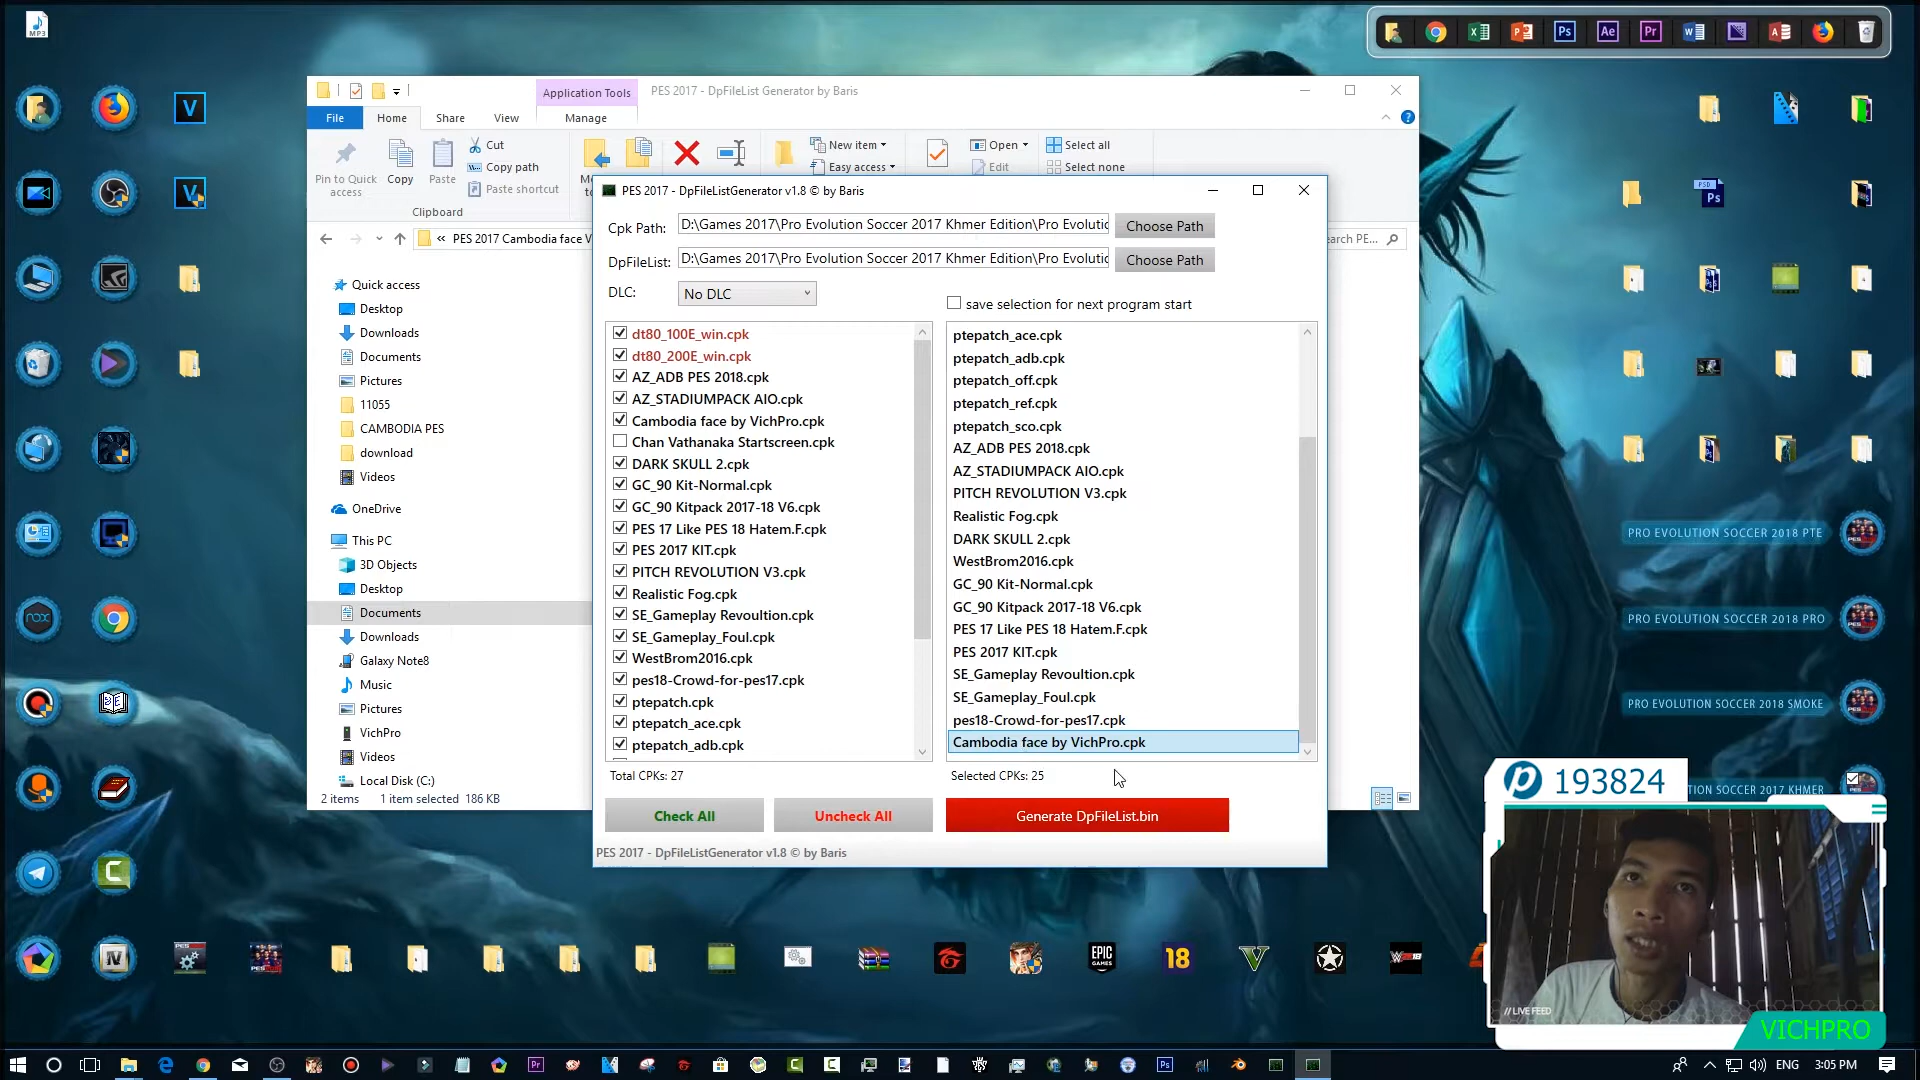 MP3
Application Tools
PES 2017 - DpFileList Generator by Baris
File
Home
Share
View
Manage
Pin to Quick access
Copy
Paste
Cut
Copy path
Paste shortcut
New item
Easy access
Open
Edit
Select all
Select none
Clipboard
« PES 2017 Cambodia face V
arch PE...
Quick access
Desktop
Downloads
Documents
Pictures
11055
CAMBODIA PES
download
Videos
OneDrive
This PC
3D Objects
Desktop
Documents
Downloads
Galaxy Note8
Music
Pictures
VichPro
Videos
Local Disk (C:)
2 items
1 item selected 186 KB
PES 2017 - DpFileListGenerator v1.8 © by Baris
Cpk Path:
D:\Games 2017\Pro Evolution Soccer 2017 Khmer Edition\Pro Evolutic
Choose Path
DpFileList:
D:\Games 2017\Pro Evolution Soccer 2017 Khmer Edition\Pro Evolutic
Choose Path
DLC:
No DLC
save selection for next program start
dt80_100E_win.cpk
dt80_200E_win.cpk
AZ_ADB PES 2018.cpk
AZ_STADIUMPACK AIO.cpk
Cambodia face by VichPro.cpk
Chan Vathanaka Startscreen.cpk
DARK SKULL 2.cpk
GC_90 Kit-Normal.cpk
GC_90 Kitpack 2017-18 V6.cpk
PES 17 Like PES 18 Hatem.F.cpk
PES 2017 KIT.cpk
PITCH REVOLUTION V3.cpk
Realistic Fog.cpk
SE_Gameplay Revoultion.cpk
SE_Gameplay_Foul.cpk
WestBrom2016.cpk
pes18-Crowd-for-pes17.cpk
ptepatch.cpk
ptepatch_ace.cpk
ptepatch_adb.cpk
ptepatch_ace.cpk
ptepatch_adb.cpk
ptepatch_off.cpk
ptepatch_ref.cpk
ptepatch_sco.cpk
AZ_ADB PES 2018.cpk
AZ_STADIUMPACK AIO.cpk
PITCH REVOLUTION V3.cpk
Realistic Fog.cpk
DARK SKULL 2.cpk
WestBrom2016.cpk
GC_90 Kit-Normal.cpk
GC_90 Kitpack 2017-18 V6.cpk
PES 17 Like PES 18 Hatem.F.cpk
PES 2017 KIT.cpk
SE_Gameplay Revoultion.cpk
SE_Gameplay_Foul.cpk
pes18-Crowd-for-pes17.cpk
Cambodia face by VichPro.cpk
Total CPKs: 27
Selected CPKs: 25
Check All
Uncheck All
Generate DpFileList.bin
PES 2017 - DpFileListGenerator v1.8 © by Baris
PRO EVOLUTION SOCCER 2018 PTE
PRO EVOLUTION SOCCER 2018 PRO
PRO EVOLUTION SOCCER 2018 SMOKE
TION SOCCER 2017 KHMER
193824
// LIVE FEED
VICHPRO
ENG
3:05 PM